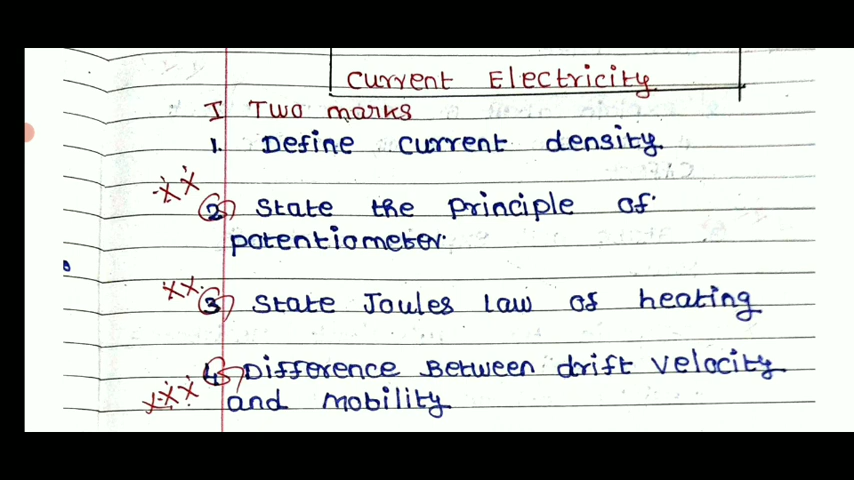 Current Electricity
I Two marks
1. Define current density.
2 State the principle of
potentiometer.
3 State Joules law of heating
4 Difference Between drift velocity
and mobility